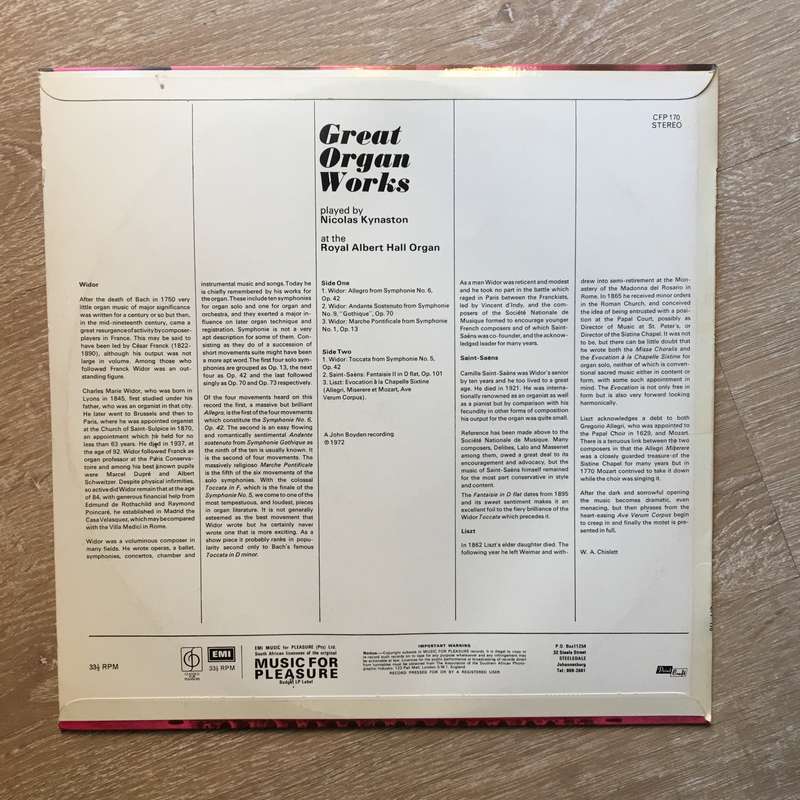 CFP 170
STEREO
Great
Organ
Works
played by
Nicolas Kynaston
at the
Royal Albert Hall Organ
Widor
After the death of Bach in 1750 very
little organ music of major significance
was written for a century or so but then,
in the mid-nineteenth century, came a
great resurgence of activity by composer-
players in France. This may be said to
have been led by César Franck (1822-
1890), although his output was not
large in volume. Among those who
followed Franck Widor was an out-
standing figure.
Charles Marie Widor, who was born in
Lyons in 1845, first studied under his
father, who was an organist in that city.
He later went to Brussels and then to
Paris, where he was appointed organist
at the Church of Saint-Sulpice in 1870,
an appointment which he held for no
less than 63 years. He died in 1937, at
the age of 92. Widor followed Franck as
organ professor at the Paris Conserva-
toire and among his best known pupils
were Marcel Dupré and Albert
Schweitzer. Despite physical infirmities,
so active did Widor remain that at the age
of 84, with generous financial help from
Edmund de Rothschild and Raymond
Poincaré, he established in Madrid the
Casa Velasquez, which may be compared
with the Villa Medici in Rome.
Widor was a voluminous composer in
many fields. He wrote operas, a ballet,
symphonies, concertos, chamber and
instrumental music and songs. Today he
is chiefly remembered by his works for
the organ. These include ten symphonies
for organ solo and one for organ and
orchestra, and they exerted a major in-
fluence on later organ technique and
registration. Symphonie is not a very
apt description for some of them. Con-
sisting as they do of a succession of
short movements suite might have been
a more apt word. The first four solo sym-
phonies are grouped as Op. 13, the next
four as Op. 42 and the last followed
singly as Op. 70 and Op. 73 respectively.
Of the four movements heard on this
record the first, a massive but brilliant
Allegro, is the first of the four movements
which constitute the Symphonie No. 6,
Op. 42. The second is an easy flowing
and romantically sentimental Andante
sostenuto from Symphonie Gothique as
the ninth of the ten is usually known. It
is the second of four movements. The
massively religioso Marche Pontificale
is the fifth of the six movements of the
solo symphonies. With the colossal
Toccata in F, which is the finale of the
Symphonie No. 5, we come to one of the
most tempestuous, and loudest, pieces
in organ literature. It is not generally
esteemed as the best movement that
Widor wrote but he certainly never
wrote one that is more exciting. As a
show piece it probably ranks in popu-
larity second only to Bach's famous
Toccata in D minor.
Side One
1. Widor: Allegro from Symphonie No. 6,
Op. 42
2. Widor: Andante Sostenuto from Symphonie
No. 9, "Gothique", Op. 70
3. Widor: Marche Pontificale from Symphonie
No. 1, Op. 13
Side Two
1. Widor: Toccata from Symphonie No. 5,
Op. 42
2. Saint-Saëns: Fantaisie II in D flat, Op. 101
3. Liszt: Evocation à la Chapelle Sixtine
(Allegri, Miserere et Mozart, Ave
Verum Corpus).
A John Boyden recording
℗ 1972
As a man Widor was reticent and modest
and he took no part in the battle which
raged in Paris between the Franckists,
led by Vincent d'Indy, and the com-
posers of the Société Nationale de
Musique formed to encourage younger
French composers and of which Saint-
Saëns was co-founder, and the acknow-
ledged leader for many years.
Saint-Saëns
Camille Saint-Saëns was Widor's senior
by ten years and he too lived to a great
age. He died in 1921. He was interna-
tionally renowned as an organist as well
as a pianist but by comparison with his
fecundity in other forms of composition
his output for the organ was quite small.
Reference has been made above to the
Société Nationale de Musique. Many
composers, Delibes, Lalo and Massenet
among them, owed a great deal to its
encouragement and advocacy, but the
music of Saint-Saëns himself remained
for the most part conservative in style
and content.
The Fantaisie in D flat dates from 1895
and its sweet sentiment makes it an
excellent foil to the fiery brilliance of the
Widor Toccata which precedes it.
Liszt
In 1862 Liszt's elder daughter died. The
following year he left Weimar and with-
drew into semi-retirement at the Mon-
astery of the Madonna del Rosario in
Rome. In 1865 he received minor orders
in the Roman Church, and conceived
the idea of being entrusted with a posi-
tion at the Papal Court, possibly as
Director of Music at St. Peter's, or
Director of the Sistine Chapel. It was not
to be, but there can be little doubt that
he wrote both the Missa Choralis and
the Evocation à la Chapelle Sixtine for
organ solo, neither of which is conven-
tional sacred music either in content or
form, with some such appointment in
mind. The Evocation is not only free in
form but is also very forward looking
harmonically.
Liszt acknowledges a debt to both
Gregorio Allegri, who was appointed to
the Papal Choir in 1629, and Mozart.
There is a tenuous link between the two
composers in that the Allegri Miserere
was a closely guarded treasure of the
Sistine Chapel for many years but in
1770 Mozart contrived to take it down
while the choir was singing it.
After the dark and sorrowful opening
the music becomes dramatic, even
menacing, but then phrases from the
heart-easing Ave Verum Corpus begin
to creep in and finally the motet is pre-
sented in full.
W. A. Chislett
33⅓ RPM
EMI
33⅓ RPM
EMI MUSIC for PLEASURE (Pty) Ltd.
South African licensees of the original
MUSIC FOR
PLEASURE
Budget LP Label
IMPORTANT WARNING
RECORD PRESSED FOR OR BY A REGISTERED USER
P.O. Box11254
32 Steele Street
STEELEDALE
Johannesburg